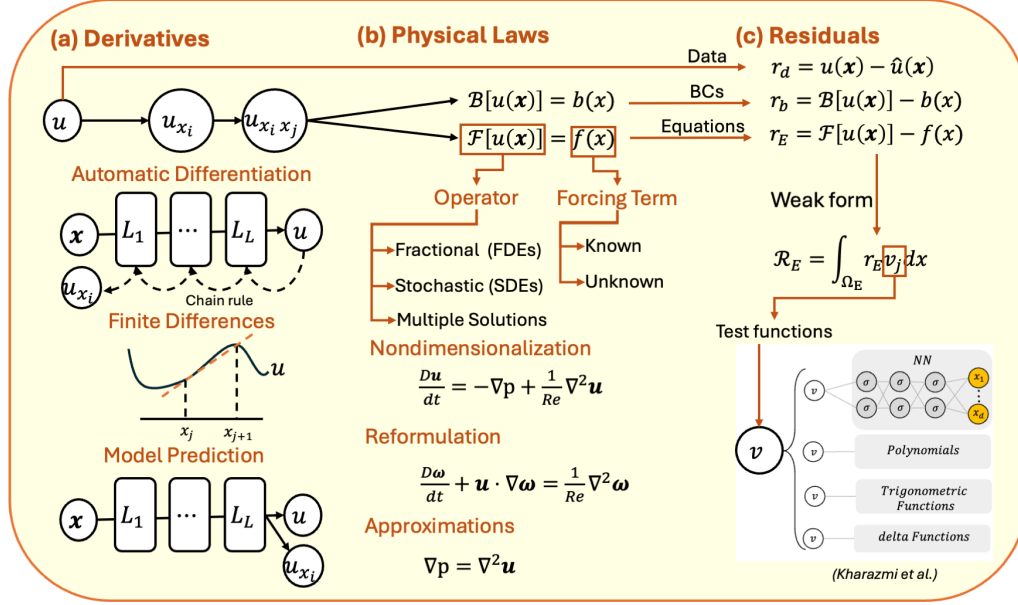 (a) Derivatives
u
u_{x_i}
u_{x_i x_j}
Automatic Differentiation
x
L_1
...
L_L
u
u_{x_i}
Chain rule
Finite Differences
u
x_j
x_{j+1}
Model Prediction
x
L_1
...
L_L
u
u_{x_i}
(b) Physical Laws
ℬ[u(x)] = b(x)
ℱ[u(x)] = f(x)
Operator
Forcing Term
Fractional (FDEs)
Stochastic (SDEs)
Multiple Solutions
Known
Unknown
Nondimensionalization
Du/dt = −∇p + 1/Re ∇²u
Reformulation
Dω/dt + u · ∇ω = 1/Re ∇²ω
Approximations
∇p = ∇²u
(c) Residuals
Data
r_d = u(x) − û(x)
BCs
r_b = ℬ[u(x)] − b(x)
Equations
r_E = ℱ[u(x)] − f(x)
Weak form
ℛ_E = ∫_{Ω_E} r_E v_j dx
Test functions
v
NN
v
σ σ σ x_1
σ σ σ x_d
v
Polynomials
v
Trigonometric
Functions
v
delta Functions
(Kharazmi et al.)